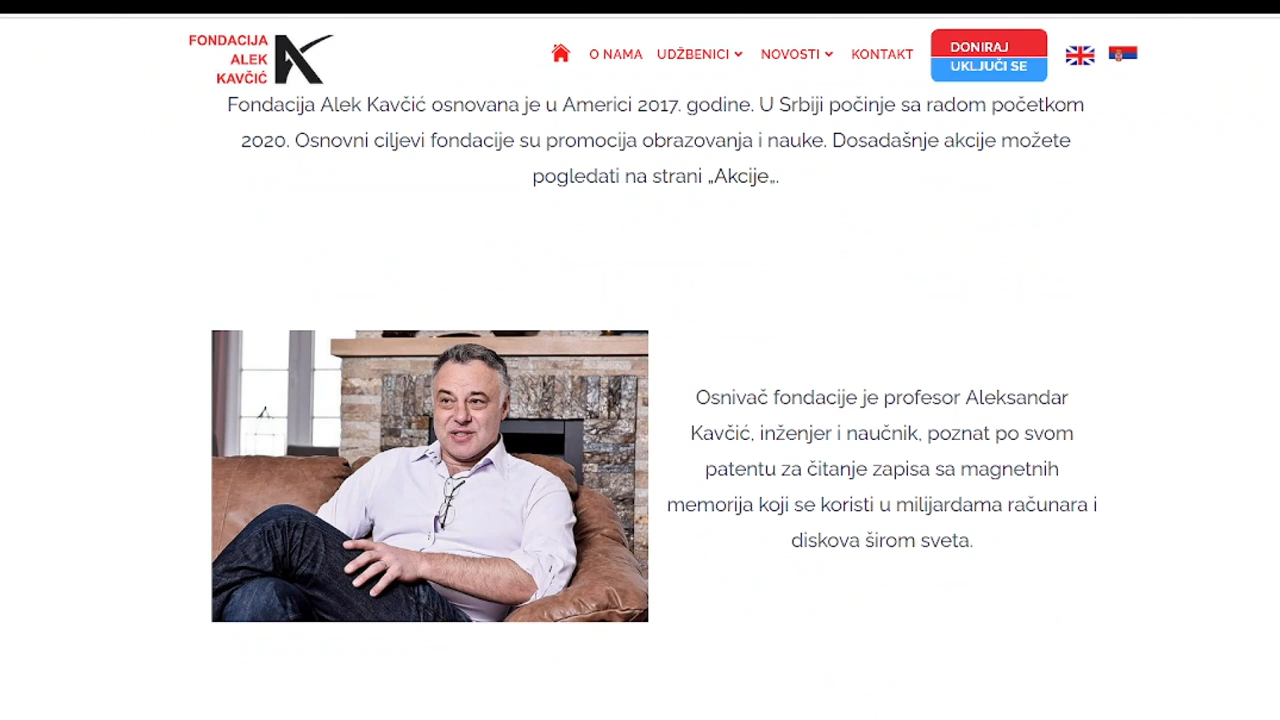 FONDACIJA
ALEK
KAVČIĆ
O NAMA UDŽBENICI NOVOSTI KONTAKT
DONIRAJ
UKLJUČI SE
Fondacija Alek Kavčić osnovana je u Americi 2017. godine. U Srbiji počinje sa radom početkom
2020. Osnovni ciljevi fondacije su promocija obrazovanja i nauke. Dosadašnje akcije možete
pogledati na strani „Akcije„.
Osnivač fondacije je profesor Aleksandar
Kavčić, inženjer i naučnik, poznat po svom
patentu za čitanje zapisa sa magnetnih
memorija koji se koristi u milijardama računara i
diskova širom sveta.